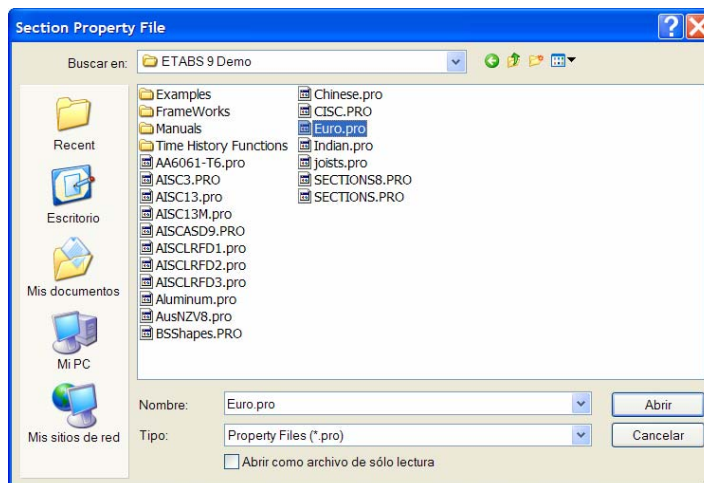 Section Property File
Buscar en:
ETABS 9 Demo
Recent
Escritorio
Mis documentos
Mi PC
Mis sitios de red
Examples
FrameWorks
Manuals
Time History Functions
AA6061-T6.pro
AISC3.PRO
AISC13.pro
AISC13M.pro
AISCASD9.PRO
AISCLRFD1.pro
AISCLRFD2.pro
AISCLRFD3.pro
Aluminum.pro
AusNZV8.pro
BSShapes.PRO
Chinese.pro
CISC.PRO
Euro.pro
Indian.pro
joists.pro
SECTIONS8.PRO
SECTIONS.PRO
Nombre:
Euro.pro
Abrir
Tipo:
Property Files (*.pro)
Cancelar
Abrir como archivo de sólo lectura